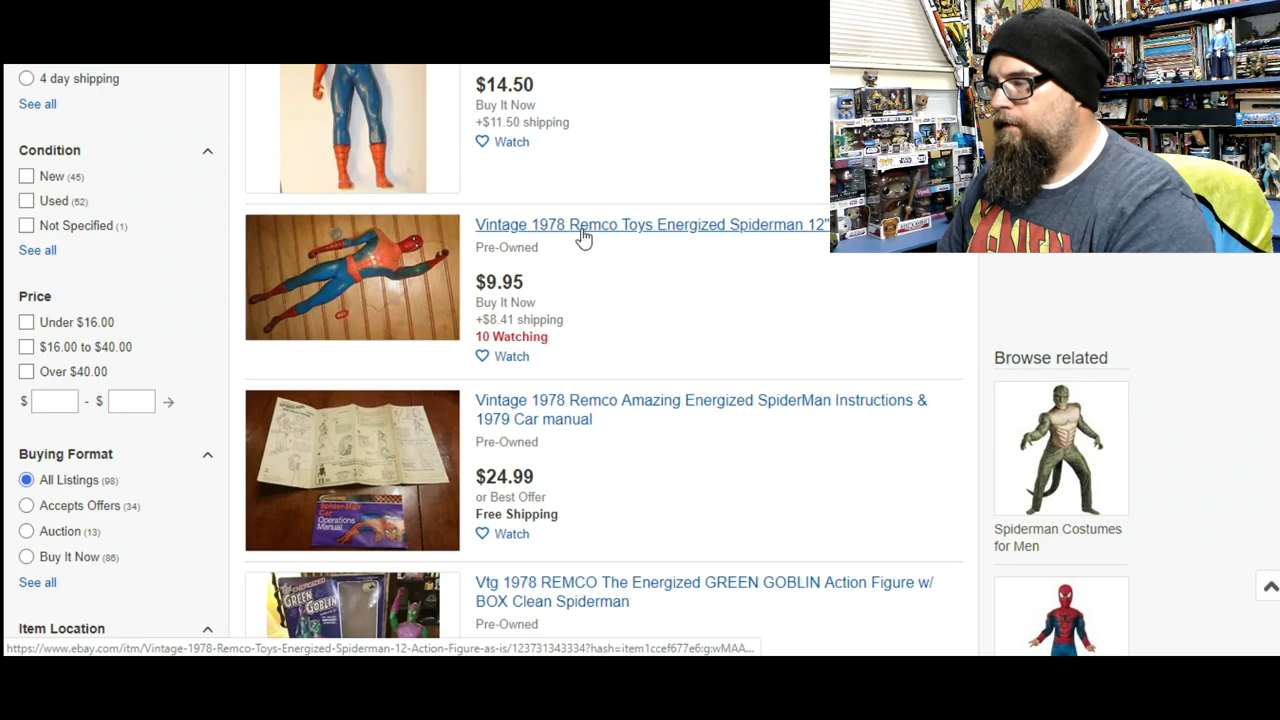 4 day shipping
See all
Condition
New (45)
Used (52)
Not Specified (1)
See all
Price
Under $16.00
$16.00 to $40.00
Over $40.00
$ - $
Buying Format
All Listings (98)
Accepts Offers (34)
Auction (13)
Buy It Now (86)
See all
Item Location
$14.50
Buy It Now
+$11.50 shipping
Watch
Vintage 1978 Remco Toys Energized Spiderman 12"
Pre-Owned
$9.95
Buy It Now
+$8.41 shipping
10 Watching
Watch
Vintage 1978 Remco Amazing Energized SpiderMan Instructions &
1979 Car manual
Pre-Owned
$24.99
or Best Offer
Free Shipping
Watch
Spider-Man
Car
Operations
Manual
Vtg 1978 REMCO The Energized GREEN GOBLIN Action Figure w/
BOX Clean Spiderman
Pre-Owned
GREEN
GOBLIN
Browse related
Spiderman Costumes
for Men
https://www.ebay.com/itm/Vintage-1978-Remco-Toys-Energized-Spiderman-12-Action-Figure-as-is/123731343334?hash=item1ccef677e6:g:wMAA...